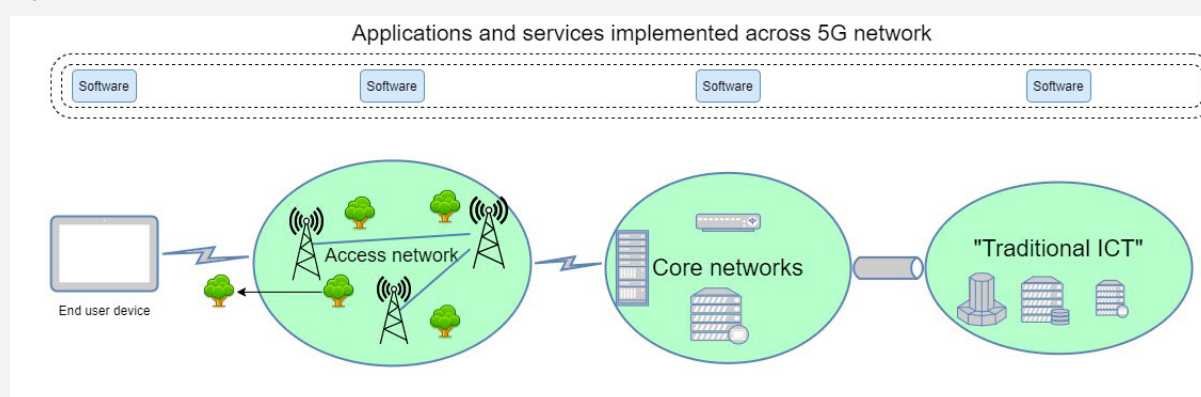 Applications and services implemented across 5G network
Software
Software
Software
Software
Access network
Core networks
"Traditional ICT"
End user device